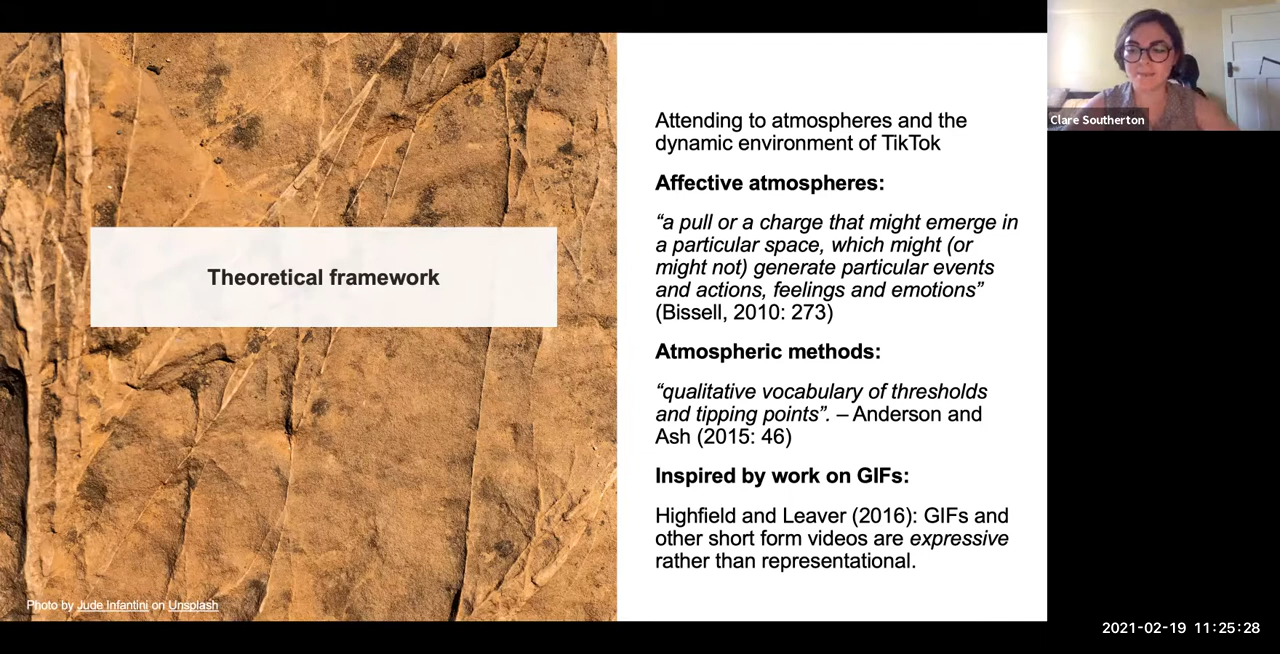 Theoretical framework
Photo by Jude Infantini on Unsplash
Attending to atmospheres and the
dynamic environment of TikTok
Affective atmospheres:
“a pull or a charge that might emerge in
a particular space, which might (or
might not) generate particular events
and actions, feelings and emotions”
(Bissell, 2010: 273)
Atmospheric methods:
“qualitative vocabulary of thresholds
and tipping points”. – Anderson and
Ash (2015: 46)
Inspired by work on GIFs:
Highfield and Leaver (2016): GIFs and
other short form videos are expressive
rather than representational.
Clare Southerton
2021-02-19 11:25:28